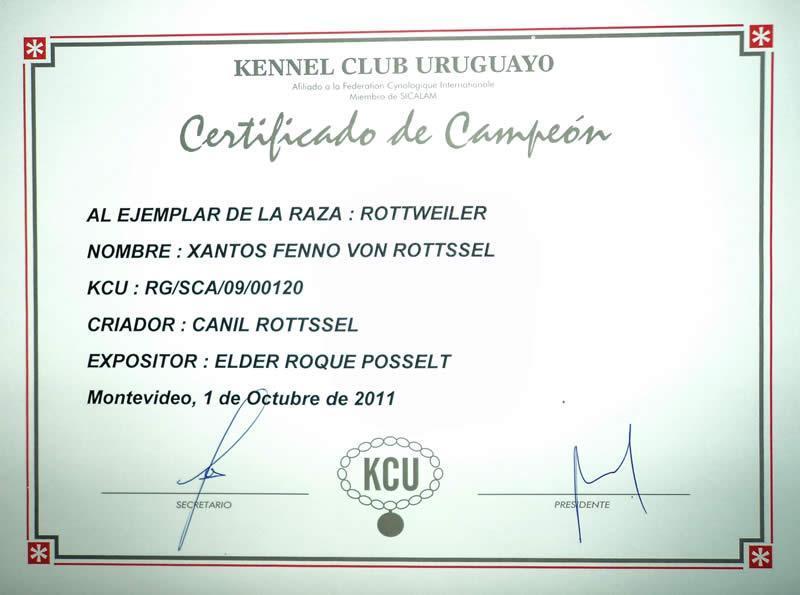 KENNEL CLUB URUGUAYO
Afiliado a la Federation Cynologique Internationale
Miembro de SICALAM
Certificado de Campeón
AL EJEMPLAR DE LA RAZA : ROTTWEILER
NOMBRE : XANTOS FENNO VON ROTTSSEL
KCU : RG/SCA/09/00120
CRIADOR : CANIL ROTTSSEL
EXPOSITOR : ELDER ROQUE POSSELT
Montevideo, 1 de Octubre de 2011
KCU
SECRETARIO
PRESIDENTE